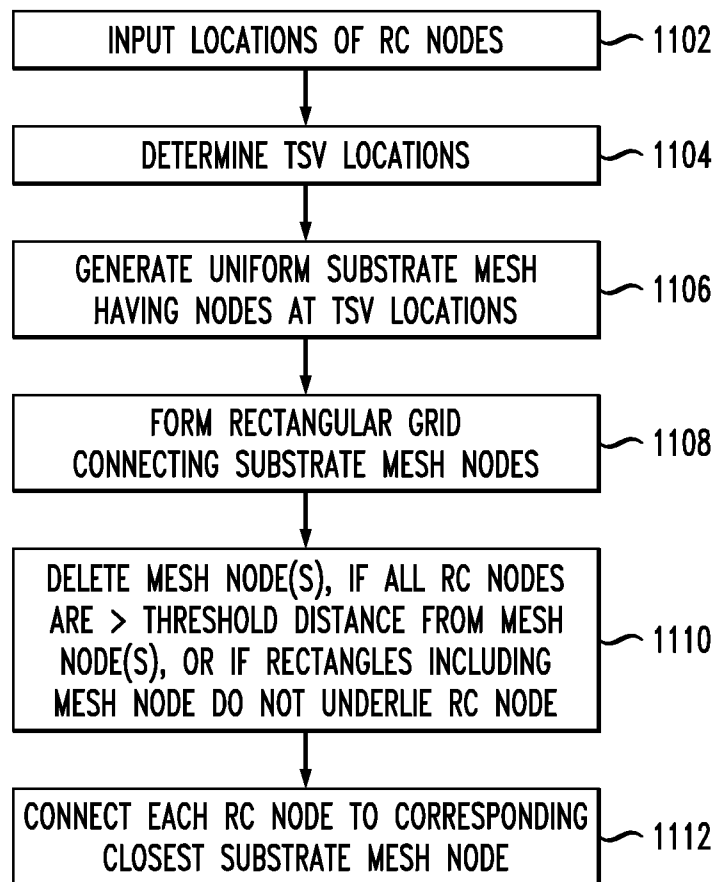 INPUT LOCATIONS OF RC NODES 1102
DETERMINE TSV LOCATIONS 1104
GENERATE UNIFORM SUBSTRATE MESH
HAVING NODES AT TSV LOCATIONS 1106
FORM RECTANGULAR GRID
CONNECTING SUBSTRATE MESH NODES 1108
DELETE MESH NODE(S), IF ALL RC NODES
ARE > THRESHOLD DISTANCE FROM MESH
NODE(S), OR IF RECTANGLES INCLUDING
MESH NODE DO NOT UNDERLIE RC NODE
1110
CONNECT EACH RC NODE TO CORRESPONDING
CLOSEST SUBSTRATE MESH NODE 1112